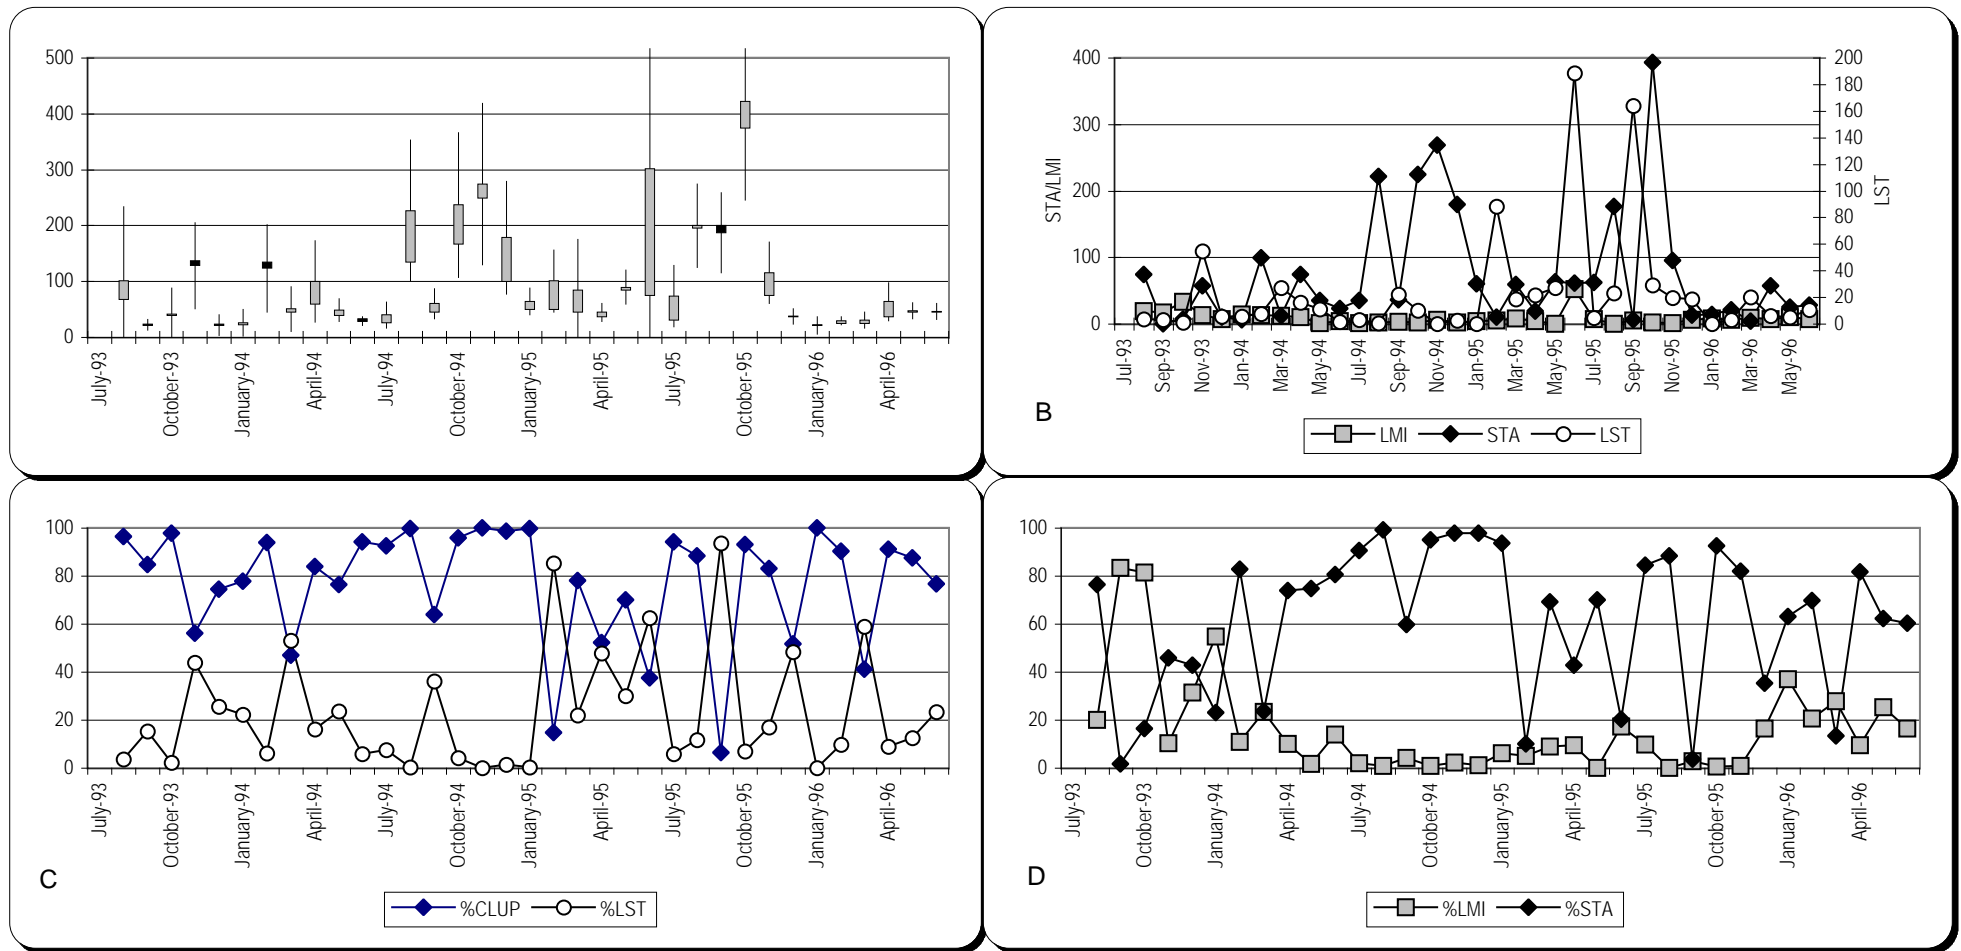 500
400
300
200
100
0
July-93
October-93
January-94
April-94
July-94
October-94
January-95
April-95
July-95
October-95
January-96
April-96
400
300
200
100
0
STA/LMI
200
180
160
140
120
100
80
60
40
20
0
LST
Jul-93
Sep-93
Nov-93
Jan-94
Mar-94
May-94
Jul-94
Sep-94
Nov-94
Jan-95
Mar-95
May-95
Jul-95
Sep-95
Nov-95
Jan-96
Mar-96
May-96
B
LMI STA LST
100
80
60
40
20
0
July-93
October-93
January-94
April-94
July-94
October-94
January-95
April-95
July-95
October-95
January-96
April-96
C
%CLUP %LST
100
80
60
40
20
0
July-93
October-93
January-94
April-94
July-94
October-94
January-95
April-95
July-95
October-95
January-96
April-96
D
%LMI %STA